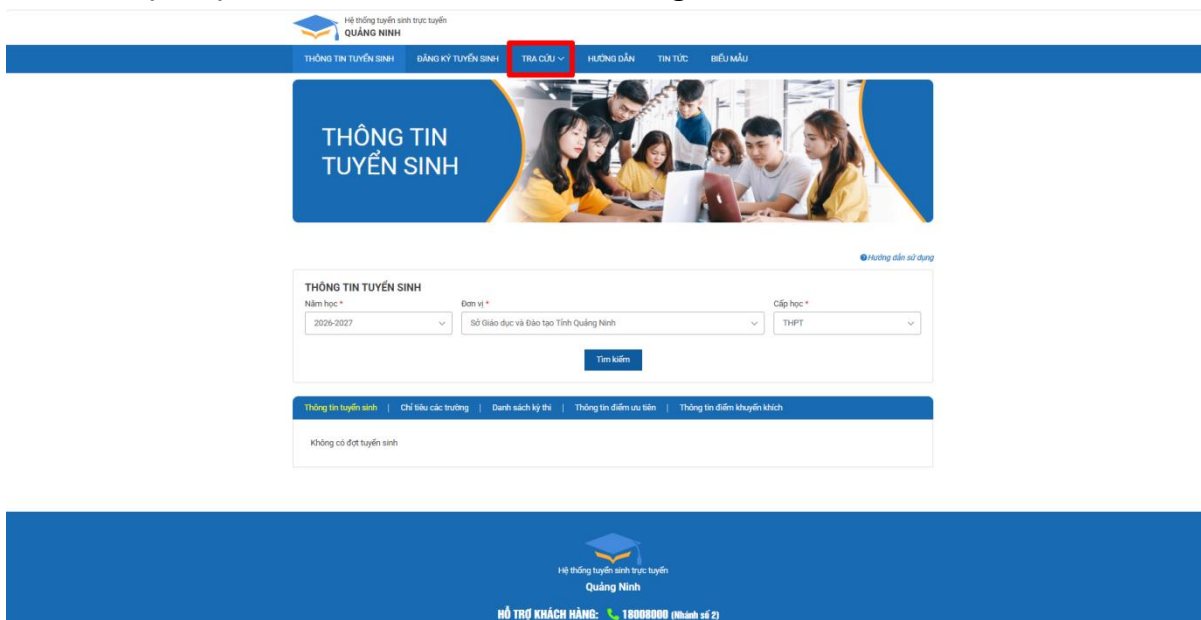 Hệ thống tuyển sinh trực tuyến
QUẢNG NINH
THÔNG TIN TUYỂN SINH ĐĂNG KÝ TUYỂN SINH TRA CỨU HƯỚNG DẪN TIN TỨC BIỂU MẪU
THÔNG TIN
TUYỂN SINH
Hướng dẫn sử dụng
THÔNG TIN TUYỂN SINH
Năm học * Đơn vị * Cấp học *
2026-2027 Sở Giáo dục và Đào tạo Tỉnh Quảng Ninh THPT
Tìm kiếm
Thông tin tuyển sinh | Chỉ tiêu các trường | Danh sách kỳ thi | Thông tin điểm ưu tiên | Thông tin điểm khuyến khích
Không có đợt tuyển sinh
Hệ thống tuyển sinh trực tuyến
Quảng Ninh
HỖ TRỢ KHÁCH HÀNG: 18008000 (Nhánh số 2)